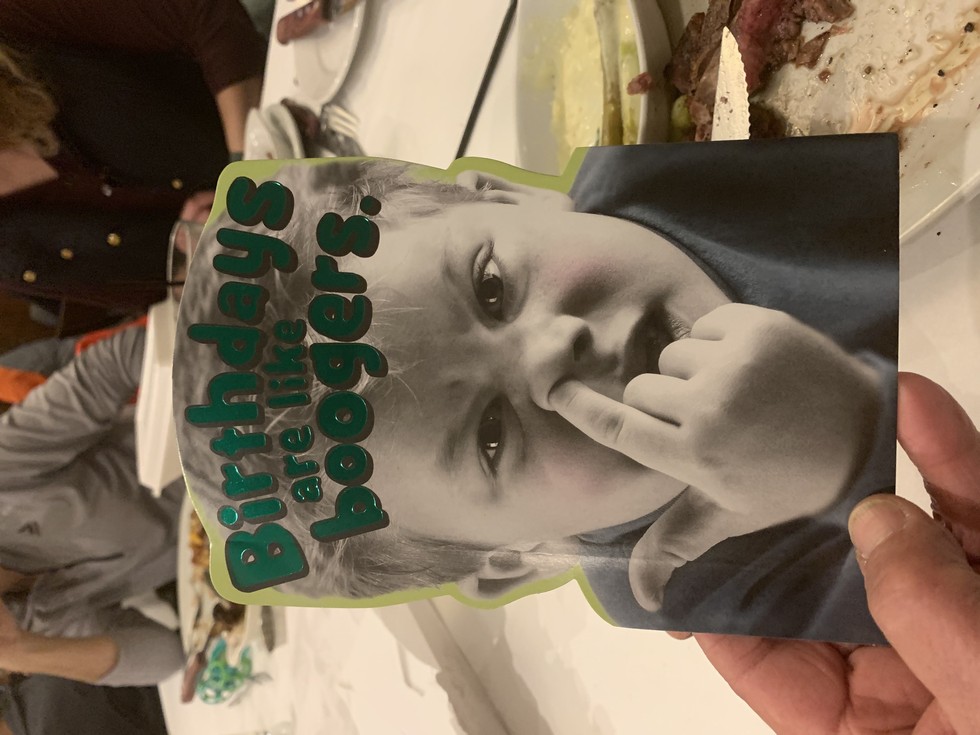 Birthdays
are like
boogers.